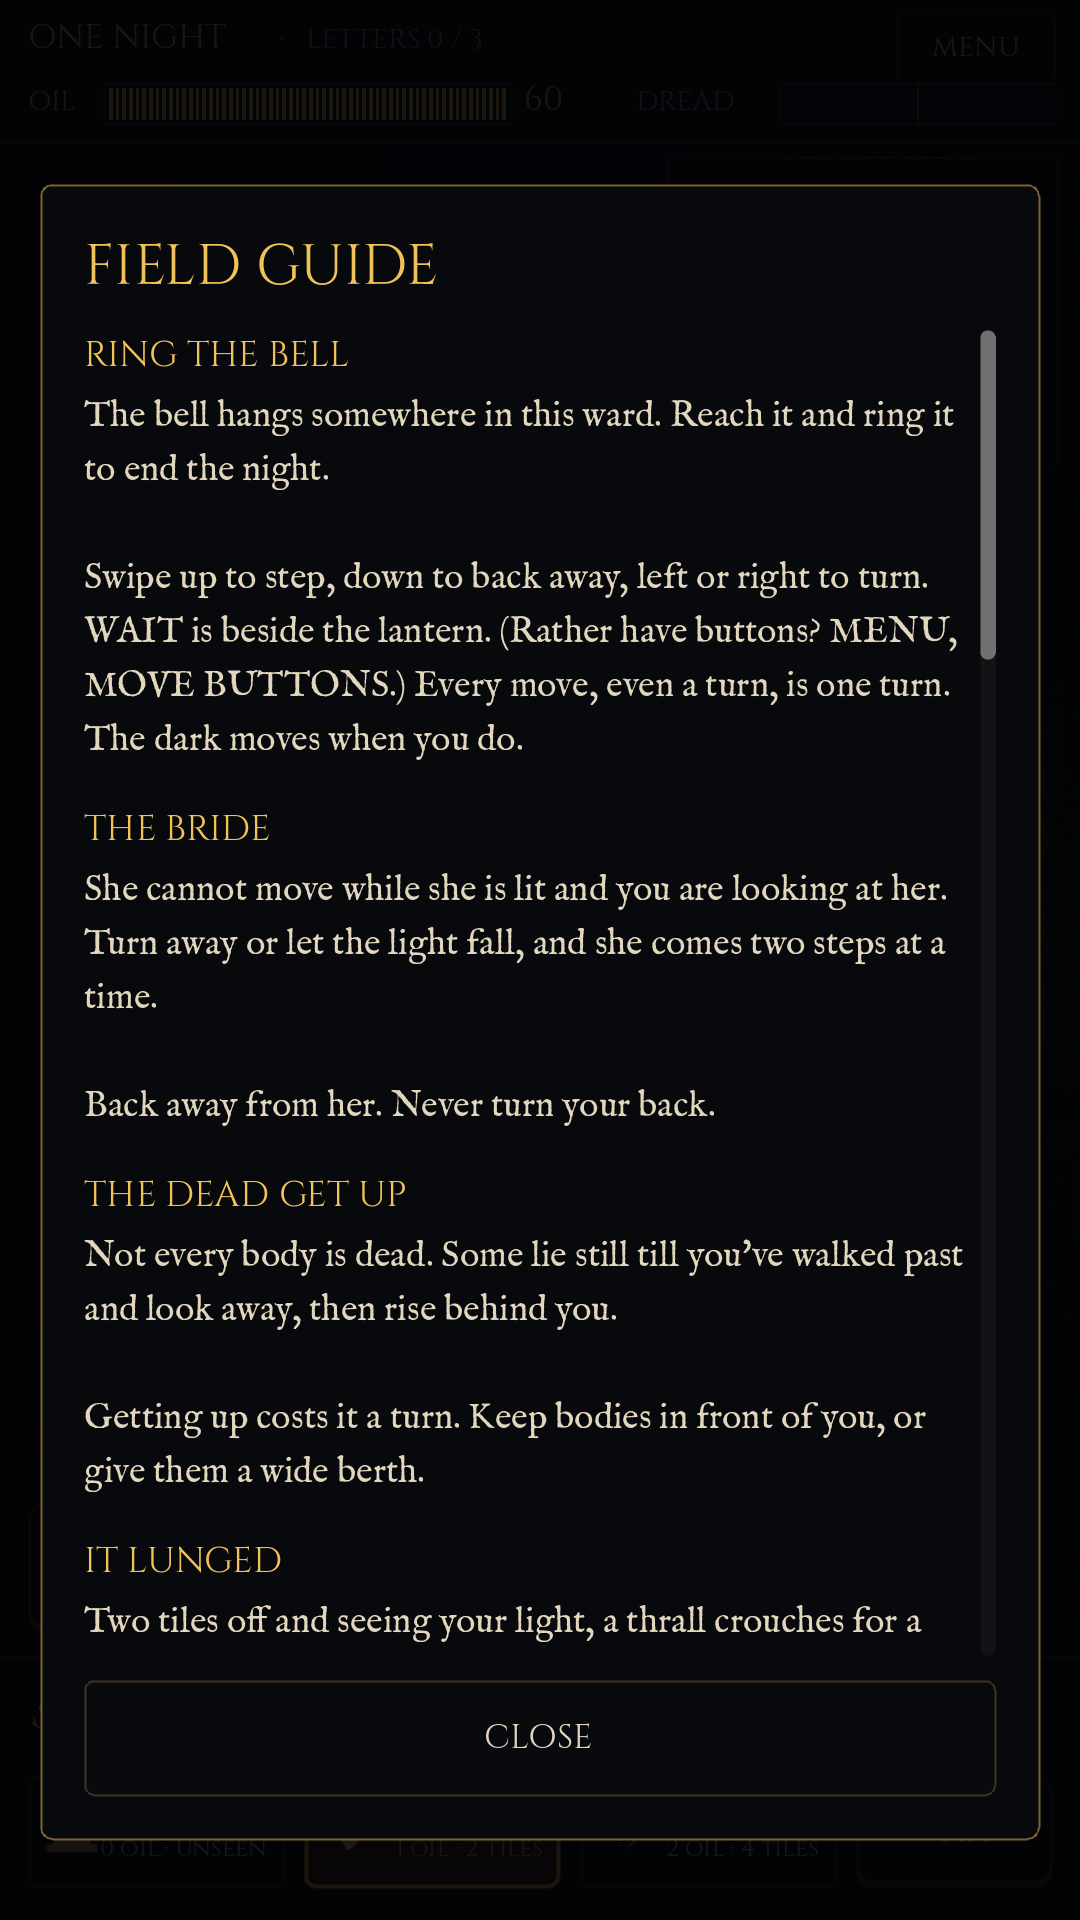 ONE NIGHT · LETTERS 0 / 3
MENU
OIL 60 DREAD
FIELD GUIDE
RING THE BELL
The bell hangs somewhere in this ward. Reach it and ring it
to end the night.
Swipe up to step, down to back away, left or right to turn.
WAIT is beside the lantern. (Rather have buttons? MENU,
MOVE BUTTONS.) Every move, even a turn, is one turn.
The dark moves when you do.
THE BRIDE
She cannot move while she is lit and you are looking at her.
Turn away or let the light fall, and she comes two steps at a
time.
Back away from her. Never turn your back.
THE DEAD GET UP
Not every body is dead. Some lie still till you've walked past
and look away, then rise behind you.
Getting up costs it a turn. Keep bodies in front of you, or
give them a wide berth.
IT LUNGED
Two tiles off and seeing your light, a thrall crouches for a
CLOSE
0 OIL · UNSEEN 1 OIL · 2 TILES 2 OIL · 4 TILES